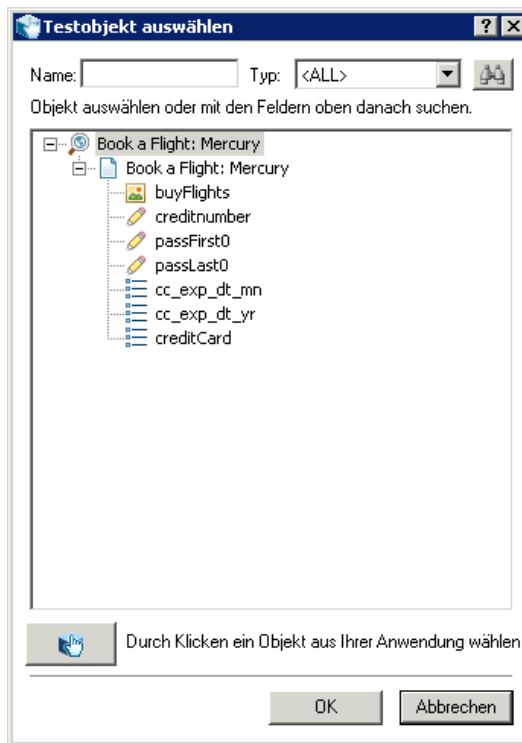 Testobjekt auswählen
Name: Typ: <ALL>
Objekt auswählen oder mit den Feldern oben danach suchen.
Book a Flight: Mercury
Book a Flight: Mercury
buyFlights
creditnumber
passFirst0
passLast0
cc_exp_dt_mn
cc_exp_dt_yr
creditCard
Durch Klicken ein Objekt aus Ihrer Anwendung wählen
OK Abbrechen